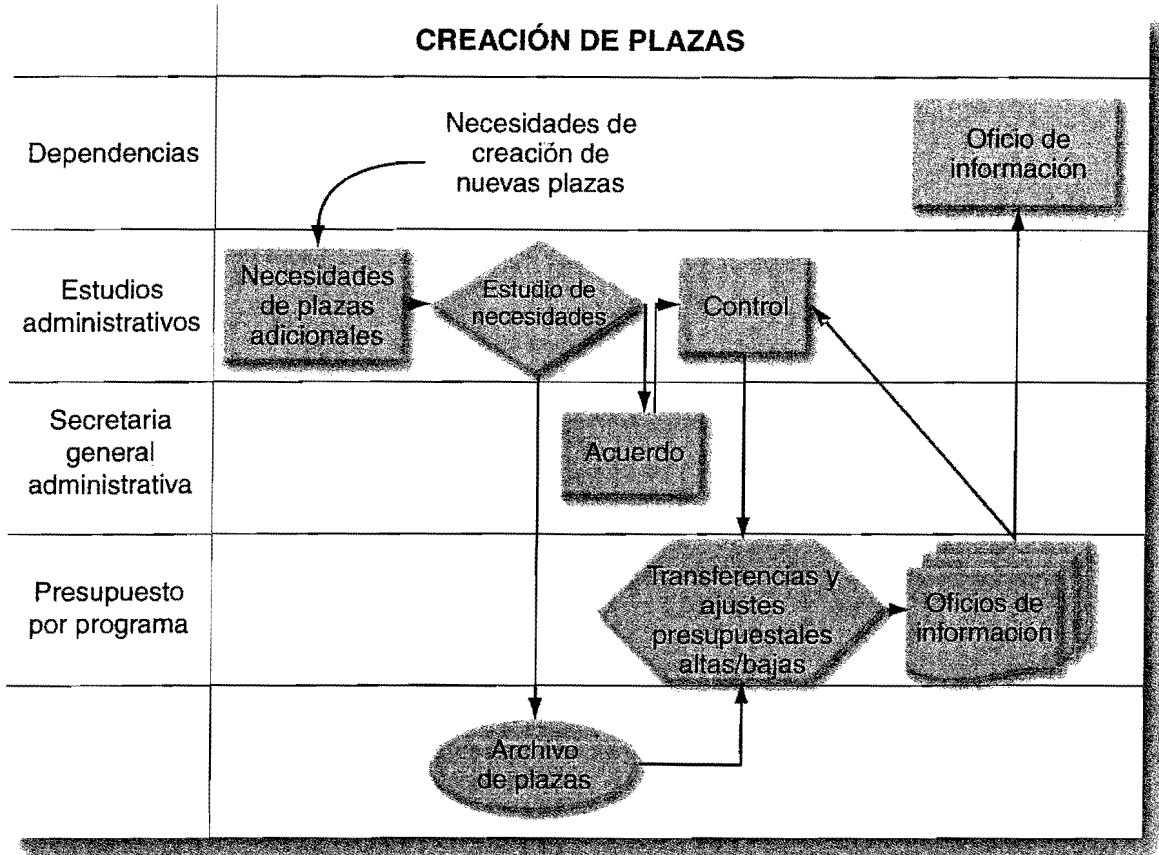 CREACIÓN DE PLAZAS
Dependencias
Necesidades de
creación de
nuevas plazas
Oficio de
información
Estudios
administrativos
Necesidades
de plazas
adicionales
Estudio de
necesidades
Control
Secretaria
general
administrativa
Acuerdo
Presupuesto
por programa
Transferencias y
ajustes
presupuestales
altas/bajas
Oficios de
informacion
Archivo
de plazas